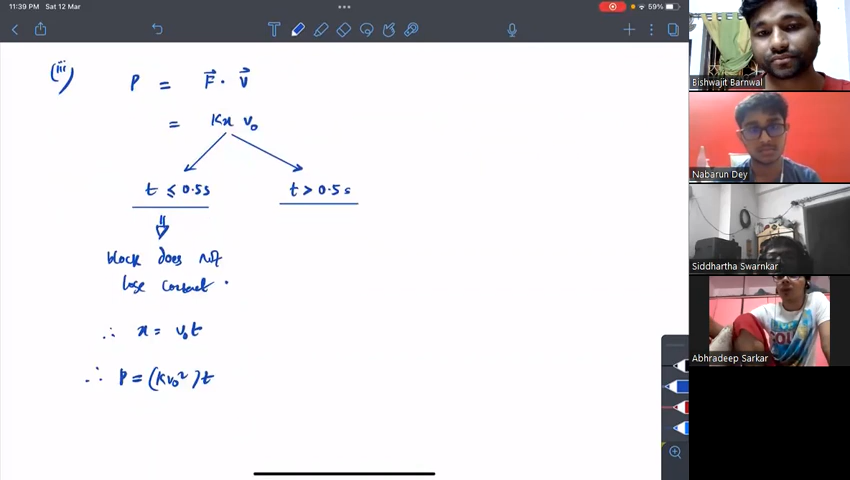 11:39 PM Sat 12 Mar
59%
(iii) P = F⃗ · V⃗
= Kx v₀
t ≤ 0.5s t > 0.5 s
block does not
lose contact.
∴ x = v₀t
∴ P = (Kv₀²)t
Bishwajit Barnwal
Nabarun Dey
Siddhartha Swarnkar
Abhradeep Sarkar